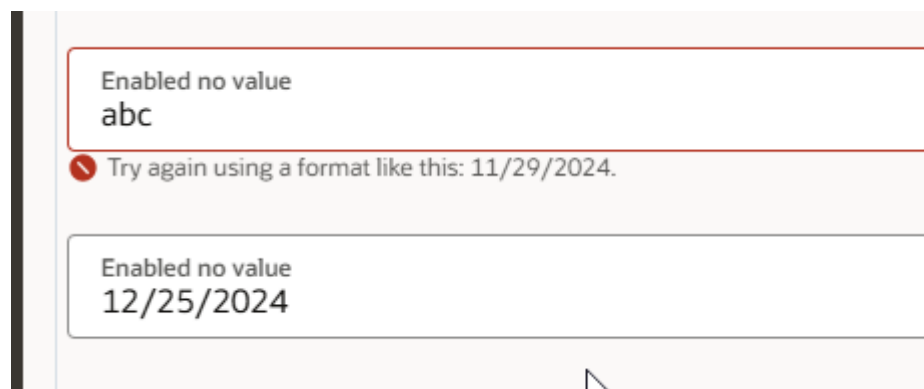 Enabled no value
abc
Try again using a format like this: 11/29/2024.
Enabled no value
12/25/2024